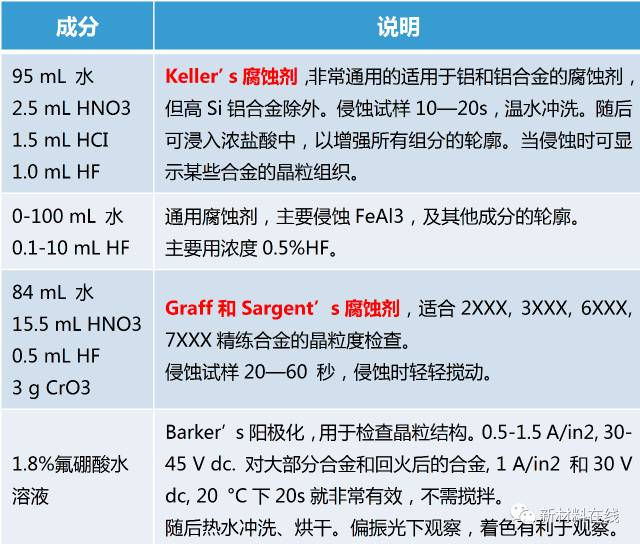 成分 说明
95 mL 水
2.5 mL HNO3
1.5 mL HCI
1.0 mL HF
Keller’s腐蚀剂,非常通用的适用于铝和铝合金的腐蚀剂,
但高 Si 铝合金除外。侵蚀试样 10—20s,温水冲洗。随后
可浸入浓盐酸中,以增强所有组分的轮廓。当侵蚀时可显
示某些合金的晶粒组织。
0-100 mL 水
0.1-10 mL HF
通用腐蚀剂,主要侵蚀 FeAl3,及其他成分的轮廓。
主要用浓度 0.5%HF。
84 mL 水
15.5 mL HNO3
0.5 mL HF
3 g CrO3
Graff 和 Sargent’s 腐蚀剂,适合 2XXX, 3XXX, 6XXX,
7XXX 精练合金的晶粒度检查。
侵蚀试样 20—60 秒,侵蚀时轻轻搅动。
1.8%氟硼酸水
溶液
Barker’s 阳极化,用于检查晶粒结构。0.5-1.5 A/in2, 30-
45 V dc. 对大部分合金和回火后的合金, 1 A/in2 和 30 V
dc, 20 °C 下 20s 就非常有效,不需搅拌。
随后热水冲洗、烘干。偏振光下观察,着色有利于观察。
新材料在线